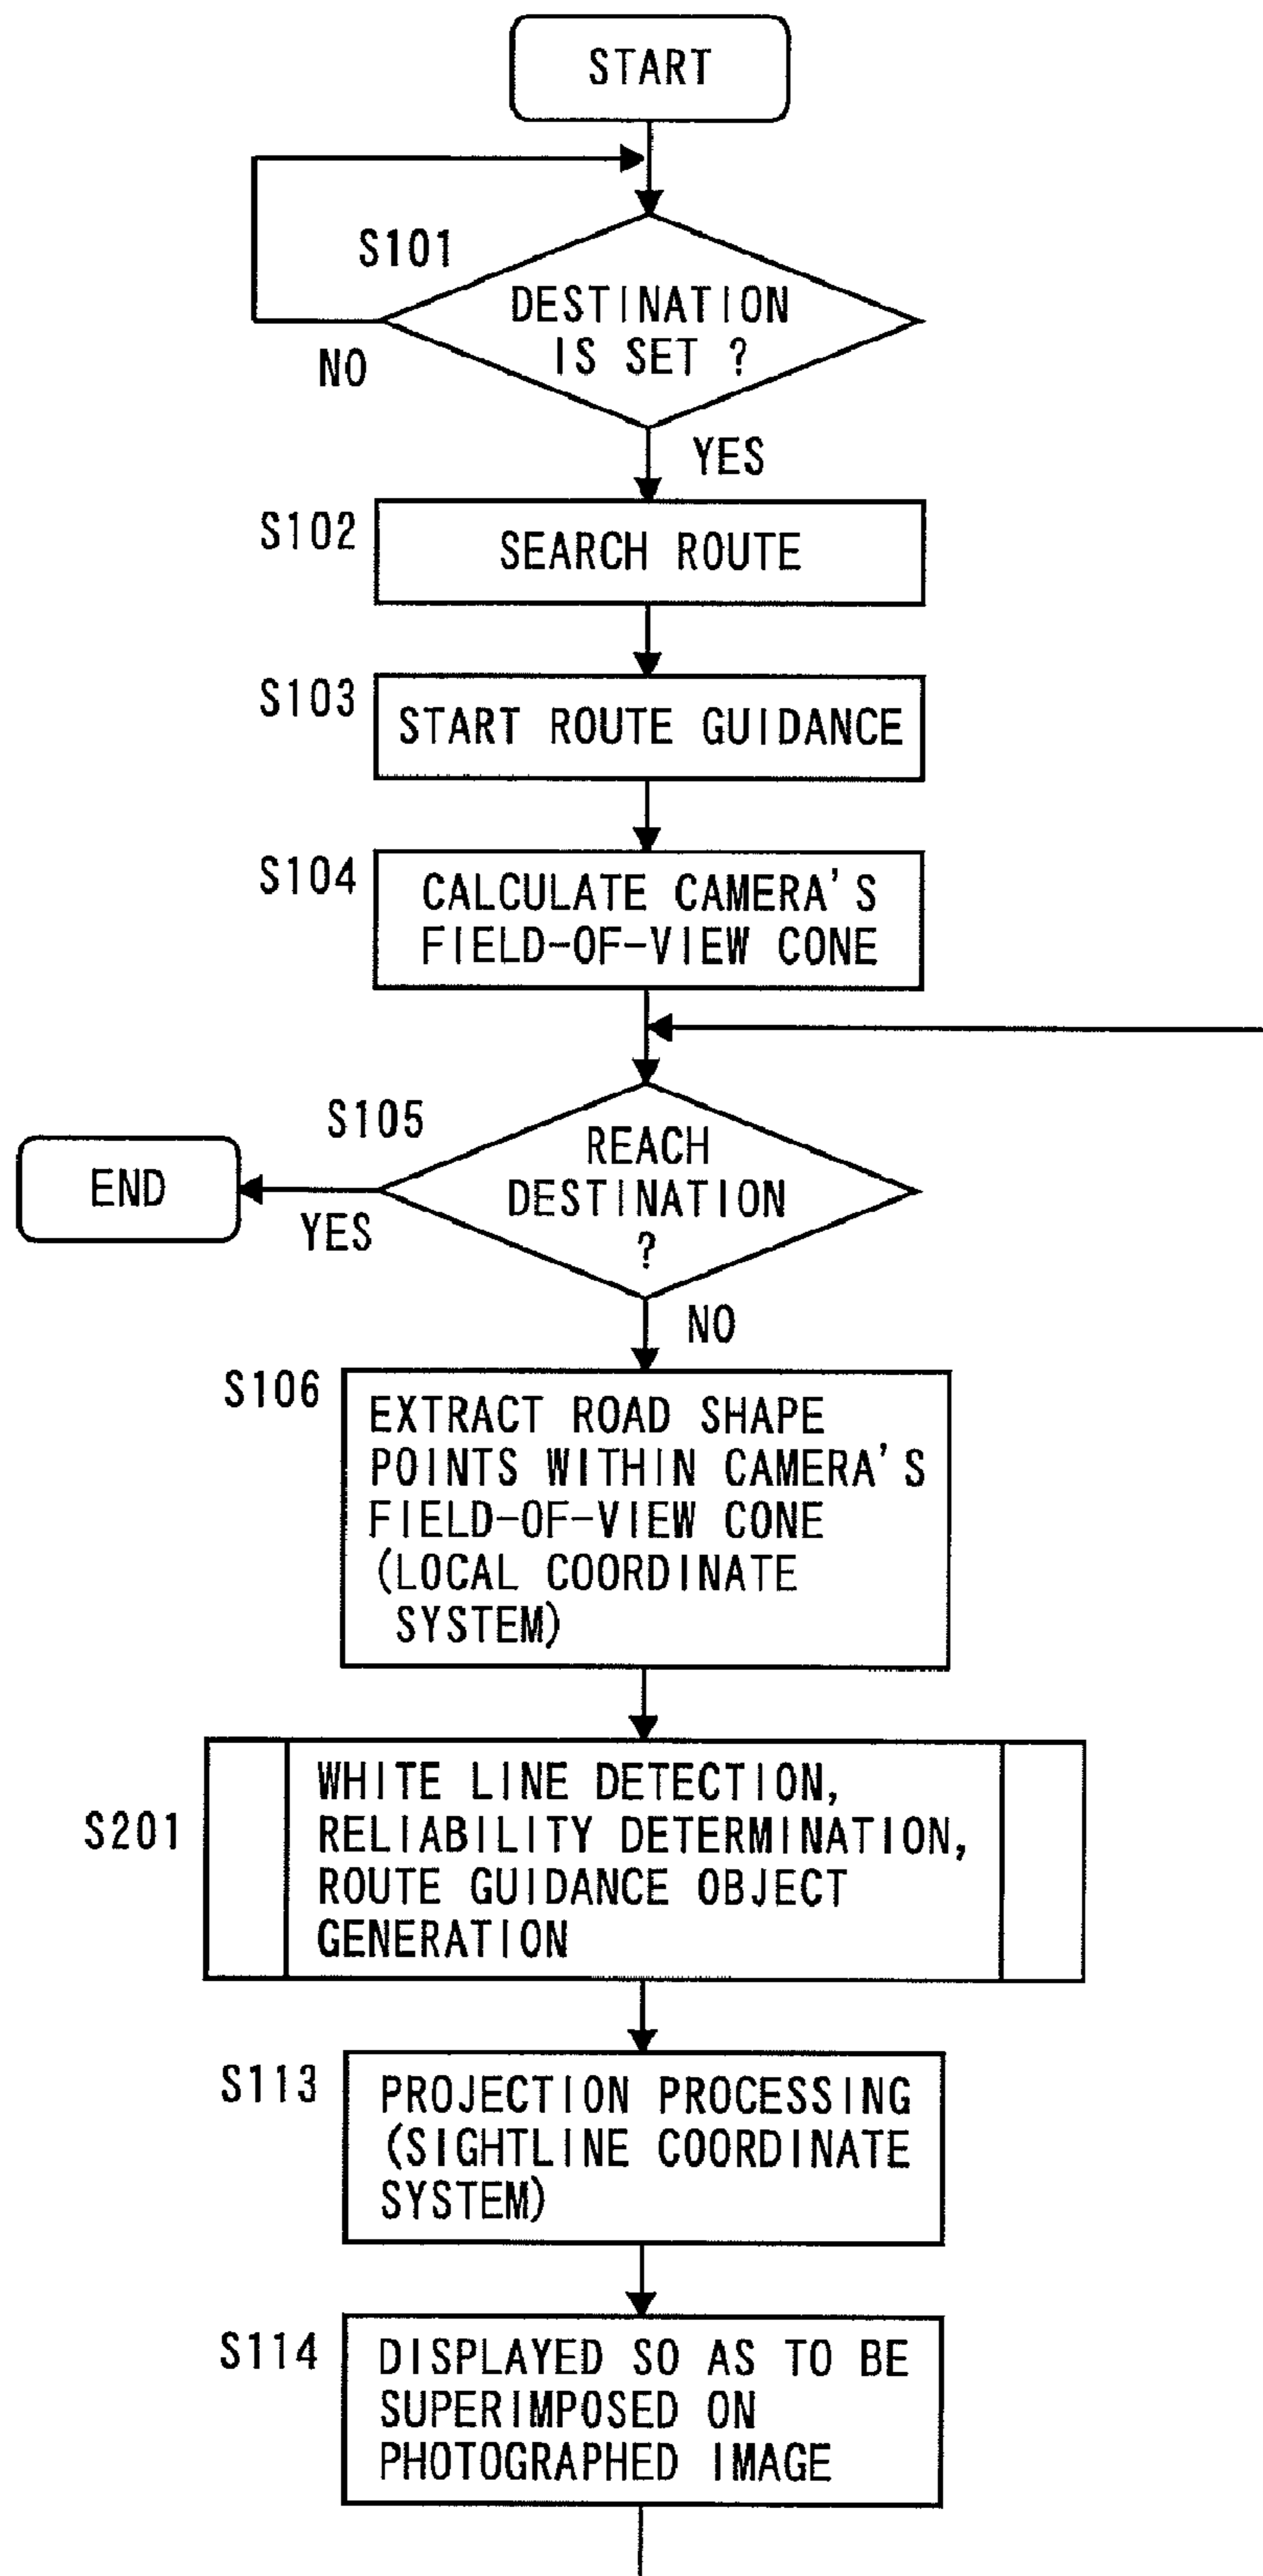 START
S101
DESTINATION
IS SET ?
NO
YES
S102
SEARCH ROUTE
S103
START ROUTE GUIDANCE
S104
CALCULATE CAMERA'S
FIELD-OF-VIEW CONE
S105
REACH
DESTINATION
?
END
YES
NO
S106
EXTRACT ROAD SHAPE
POINTS WITHIN CAMERA'S
FIELD-OF-VIEW CONE
(LOCAL COORDINATE
SYSTEM)
S201
WHITE LINE DETECTION,
RELIABILITY DETERMINATION,
ROUTE GUIDANCE OBJECT
GENERATION
S113
PROJECTION PROCESSING
(SIGHTLINE COORDINATE
SYSTEM)
S114
DISPLAYED SO AS TO BE
SUPERIMPOSED ON
PHOTOGRAPHED IMAGE